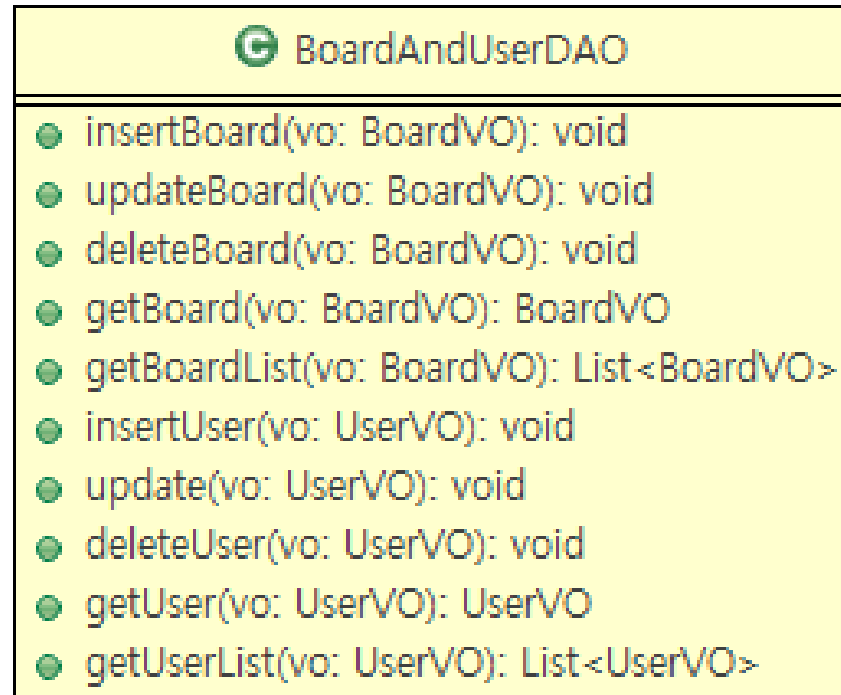 C BoardAndUserDAO
insertBoard(vo: BoardVO): void
updateBoard(vo: BoardVO): void
deleteBoard(vo: BoardVO): void
getBoard(vo: BoardVO): BoardVO
getBoardList(vo: BoardVO): List<BoardVO>
insertUser(vo: UserVO): void
update(vo: UserVO): void
deleteUser(vo: UserVO): void
getUser(vo: UserVO): UserVO
getUserList(vo: UserVO): List<UserVO>